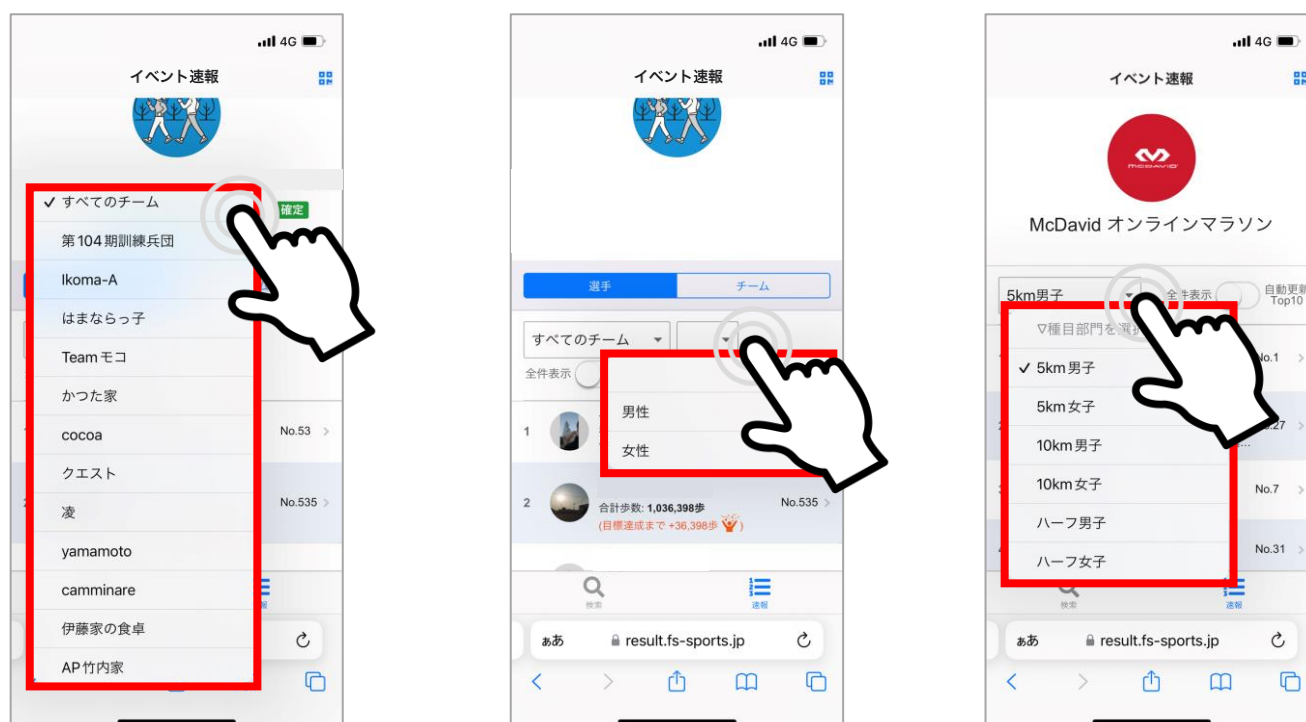 4G
イベント速報
確定
すべてのチーム
第104期訓練兵団
Ikoma-A
はまならっ子
Teamモコ
かつた家
cocoa
No.53
クエスト
凌
No.535
yamamoto
camminare
伊藤家の食卓
AP竹内家
4G
イベント速報
選手
チーム
すべてのチーム
全件表示
男性
女性
1
2
合計歩数: 1,036,398歩
(目標達成まで +36,398歩 )
No.535
検索
速報
ぁあ
result.fs-sports.jp
4G
イベント速報
McDAVID
McDavid オンラインマラソン
5km男子
全件表示
自動更新
Top10
▽種目部門を選択
5km男子
No.1
5km女子
10km男子
10km女子
No.7
ハーフ男子
ハーフ女子
No.31
検索
速報
ぁあ
result.fs-sports.jp